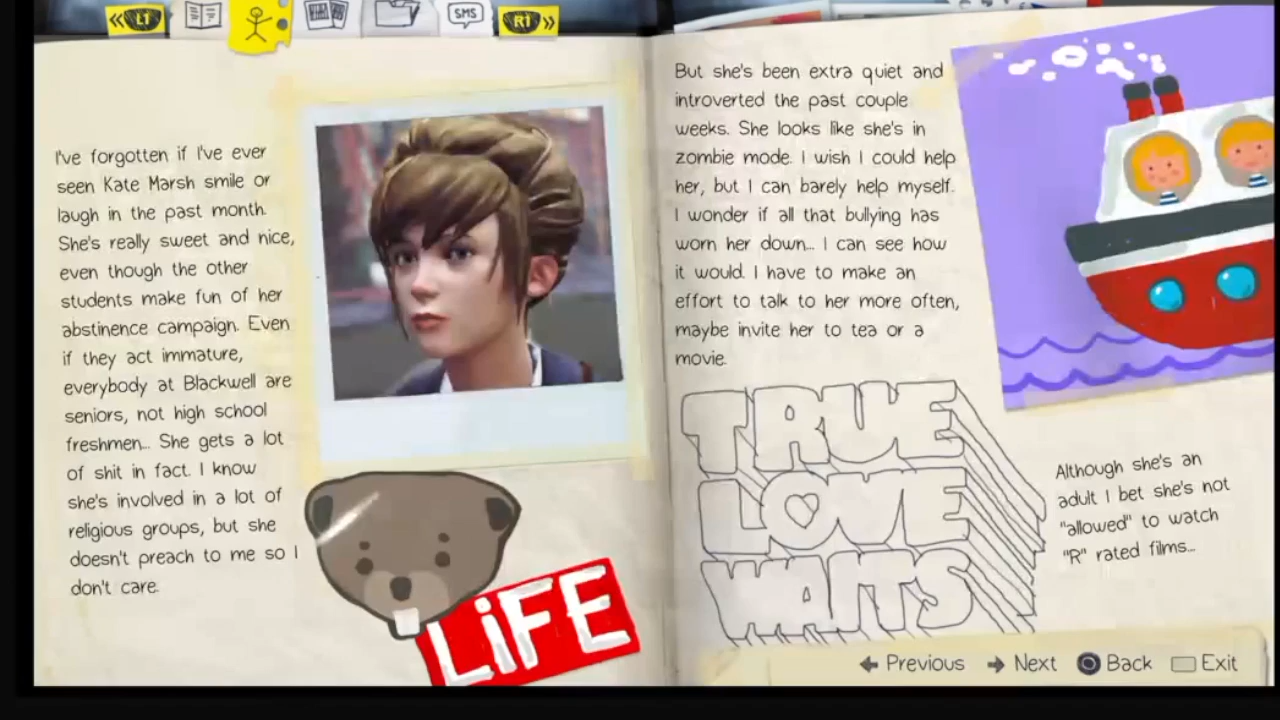 L1
SMS
R1
I've forgotten if I've ever
seen Kate Marsh smile or
laugh in the past month.
She's really sweet and nice,
even though the other
students make fun of her
abstinence campaign. Even
if they act immature,
everybody at Blackwell are
seniors, not high school
freshmen... She gets a lot
of shit in fact. I know
she's involved in a lot of
religious groups, but she
doesn't preach to me so I
don't care.
LiFE
But she's been extra quiet and
introverted the past couple
weeks. She looks like she's in
zombie mode. I wish I could help
her, but I can barely help myself.
I wonder if all that bullying has
worn her down... I can see how
it would. I have to make an
effort to talk to her more often,
maybe invite her to tea or a
movie.
TRUE
LOVE
WAITS
Although she's an
adult I bet she's not
"allowed" to watch
"R" rated films...
Previous Next Back Exit